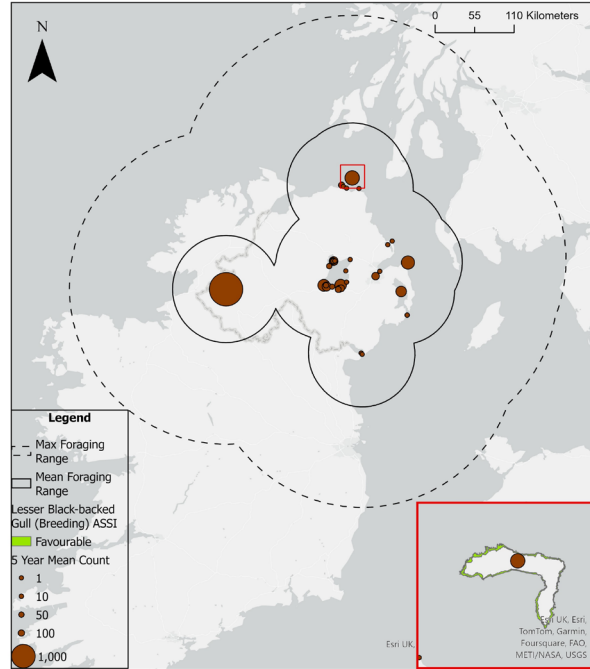 N
0 55 110 Kilometers
Legend
Max Foraging
Range
Mean Foraging
Range
Lesser Black-backed
Gull (Breeding) ASSI
Favourable
5 Year Mean Count
1
10
50
100
1,000
Esri UK,
Esri UK, Esri,
TomTom, Garmin,
Foursquare, FAO,
METI/NASA, USGS